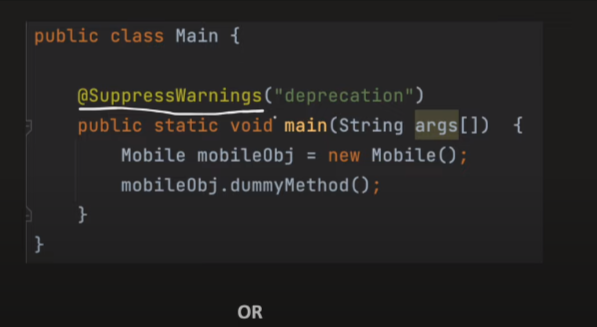 public class Main {
@SuppressWarnings("deprecation")
public static void main(String args[]) {
Mobile mobileObj = new Mobile();
mobileObj.dummyMethod();
}
}
OR